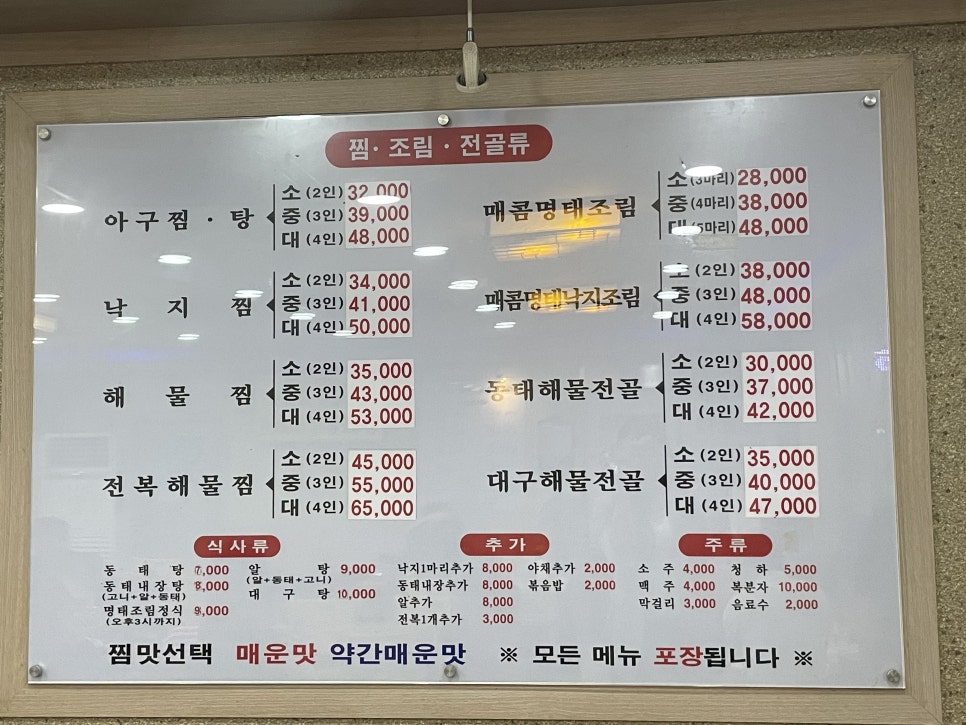 찜 · 조림 · 전골류
아구찜 · 탕
소 (2인) 32,000
중 (3인) 39,000
대 (4인) 48,000
낙지찜
소 (2인) 34,000
중 (3인) 41,000
대 (4인) 50,000
해물찜
소 (2인) 35,000
중 (3인) 43,000
대 (4인) 53,000
전복해물찜
소 (2인) 45,000
중 (3인) 55,000
대 (4인) 65,000
매콤명태조림
소 (3마리) 28,000
중 (4마리) 38,000
대 (5마리) 48,000
매콤명태낙지조림
소 (2인) 38,000
중 (3인) 48,000
대 (4인) 58,000
동태해물전골
소 (2인) 30,000
중 (3인) 37,000
대 (4인) 42,000
대구해물전골
소 (2인) 35,000
중 (3인) 40,000
대 (4인) 47,000
식사류
동태탕 7,000
동태내장탕 8,000
(고니+알+동태)
명태조림정식 9,000
(오후3시까지)
알탕 9,000
(알+동태+고니)
대구탕 10,000
추가
낙지1마리추가 8,000
동태내장추가 8,000
알추가 8,000
전복1개추가 3,000
야채추가 2,000
볶음밥 2,000
주류
소주 4,000
맥주 4,000
막걸리 3,000
청하 5,000
복분자 10,000
음료수 2,000
찜맛선택 매운맛 약간매운맛 ※ 모든 메뉴 포장됩니다 ※